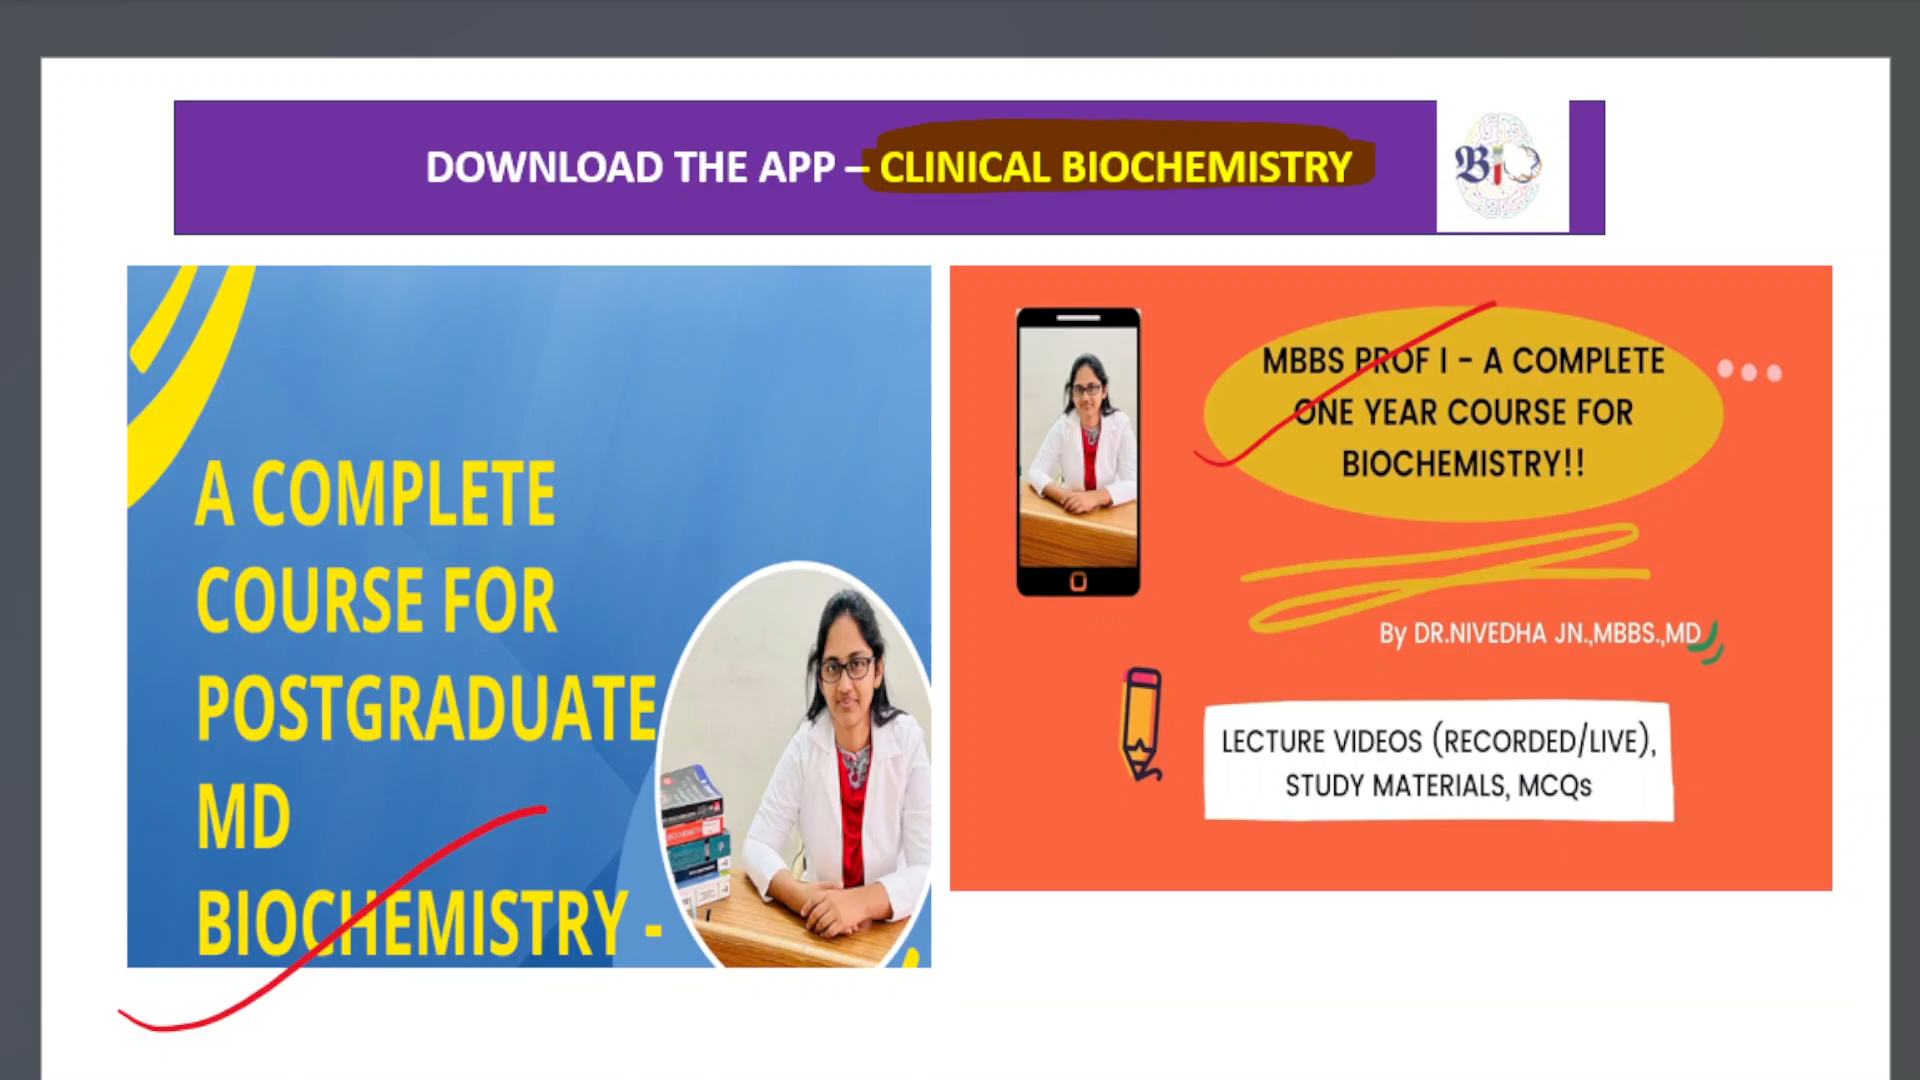 DOWNLOAD THE APP – CLINICAL BIOCHEMISTRY
BIO
A COMPLETE
COURSE FOR
POSTGRADUATE
MD
BIOCHEMISTRY -
MBBS PROF I - A COMPLETE
ONE YEAR COURSE FOR
BIOCHEMISTRY!!
By DR.NIVEDHA JN.,MBBS.,MD
LECTURE VIDEOS (RECORDED/LIVE),
STUDY MATERIALS, MCQs